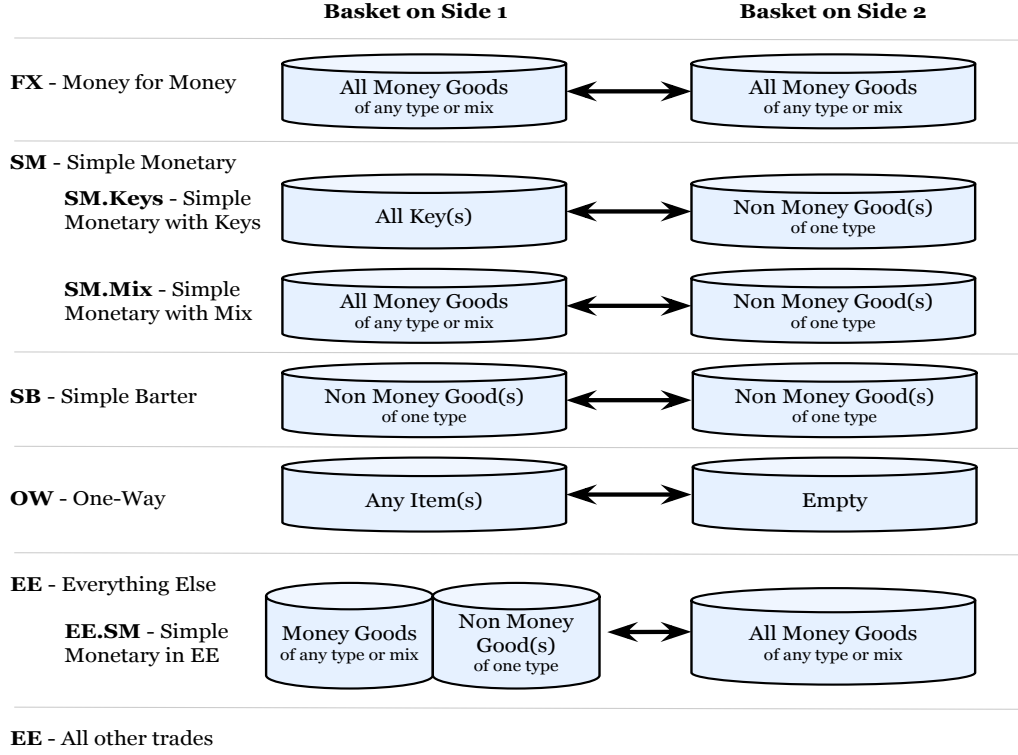 Basket on Side 1
Basket on Side 2
FX - Money for Money
All Money Goods
of any type or mix
All Money Goods
of any type or mix
SM - Simple Monetary
SM.Keys - Simple
Monetary with Keys
All Key(s)
Non Money Good(s)
of one type
SM.Mix - Simple
Monetary with Mix
All Money Goods
of any type or mix
Non Money Good(s)
of one type
SB - Simple Barter
Non Money Good(s)
of one type
Non Money Good(s)
of one type
OW - One-Way
Any Item(s)
Empty
EE - Everything Else
EE.SM - Simple
Monetary in EE
Money Goods
of any type or mix
Non Money
Good(s)
of one type
All Money Goods
of any type or mix
EE - All other trades